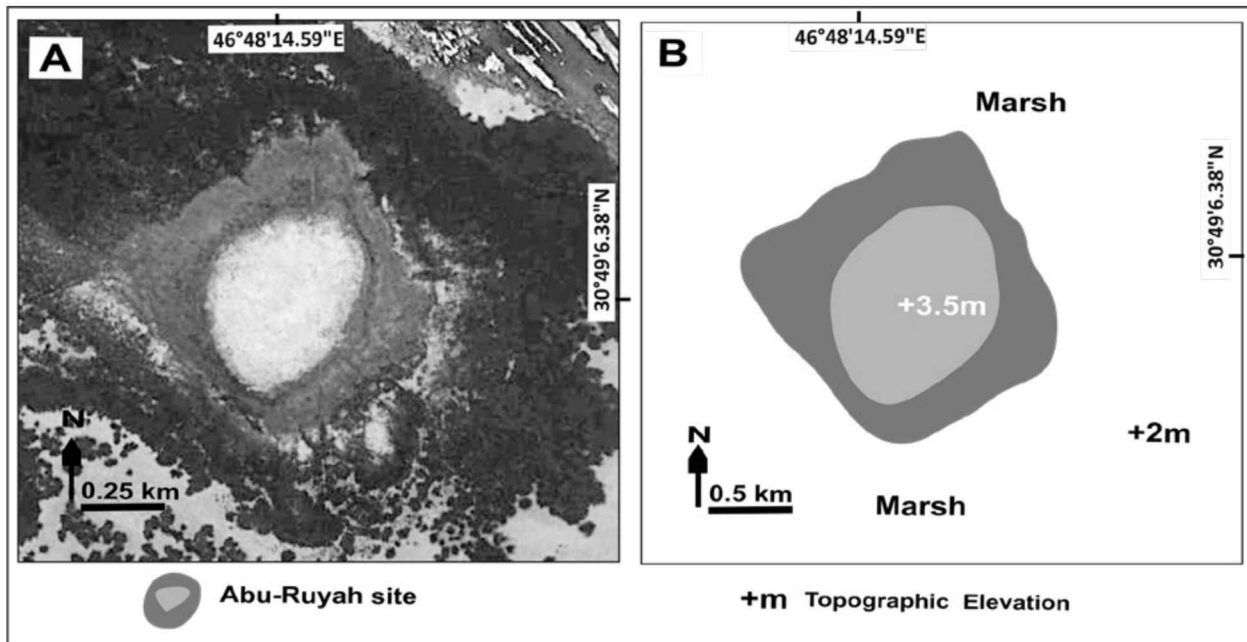 A
46°48'14.59"E
30°49'6.38"N
N
0.25 km
B
46°48'14.59"E
Marsh
30°49'6.38"N
+3.5m
+2m
N
0.5 km
Marsh
Abu-Ruyah site
+m Topographic Elevation